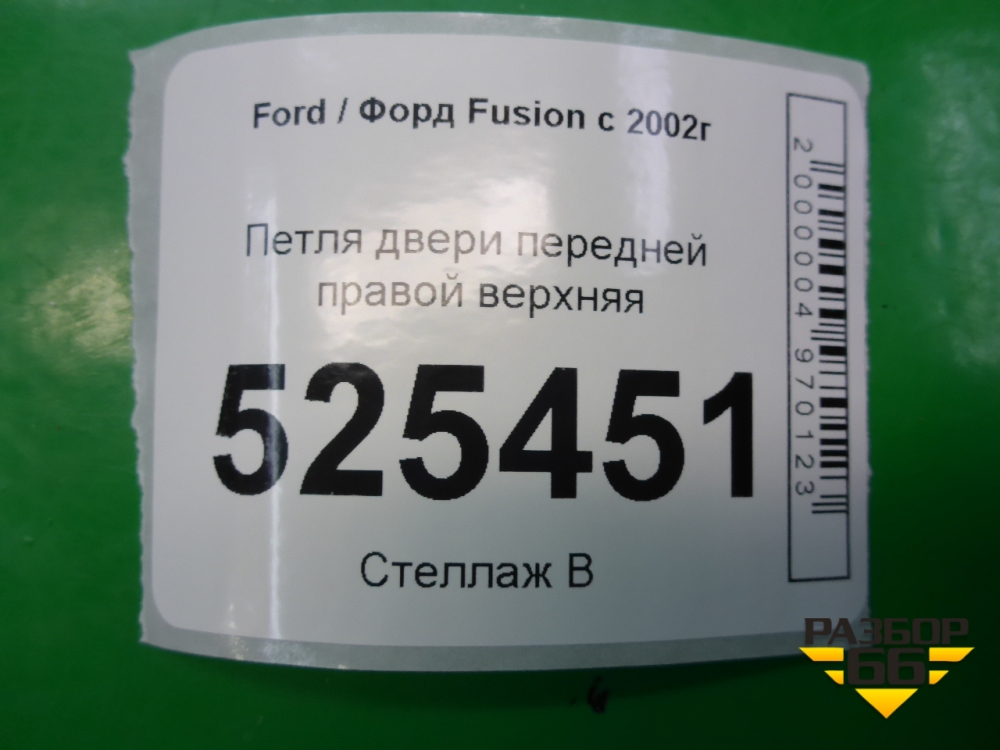 Ford / Форд Fusion с 2002г
Петля двери передней
правой верхняя
525451
Стеллаж В
2000004970123
РАЗБОР
66